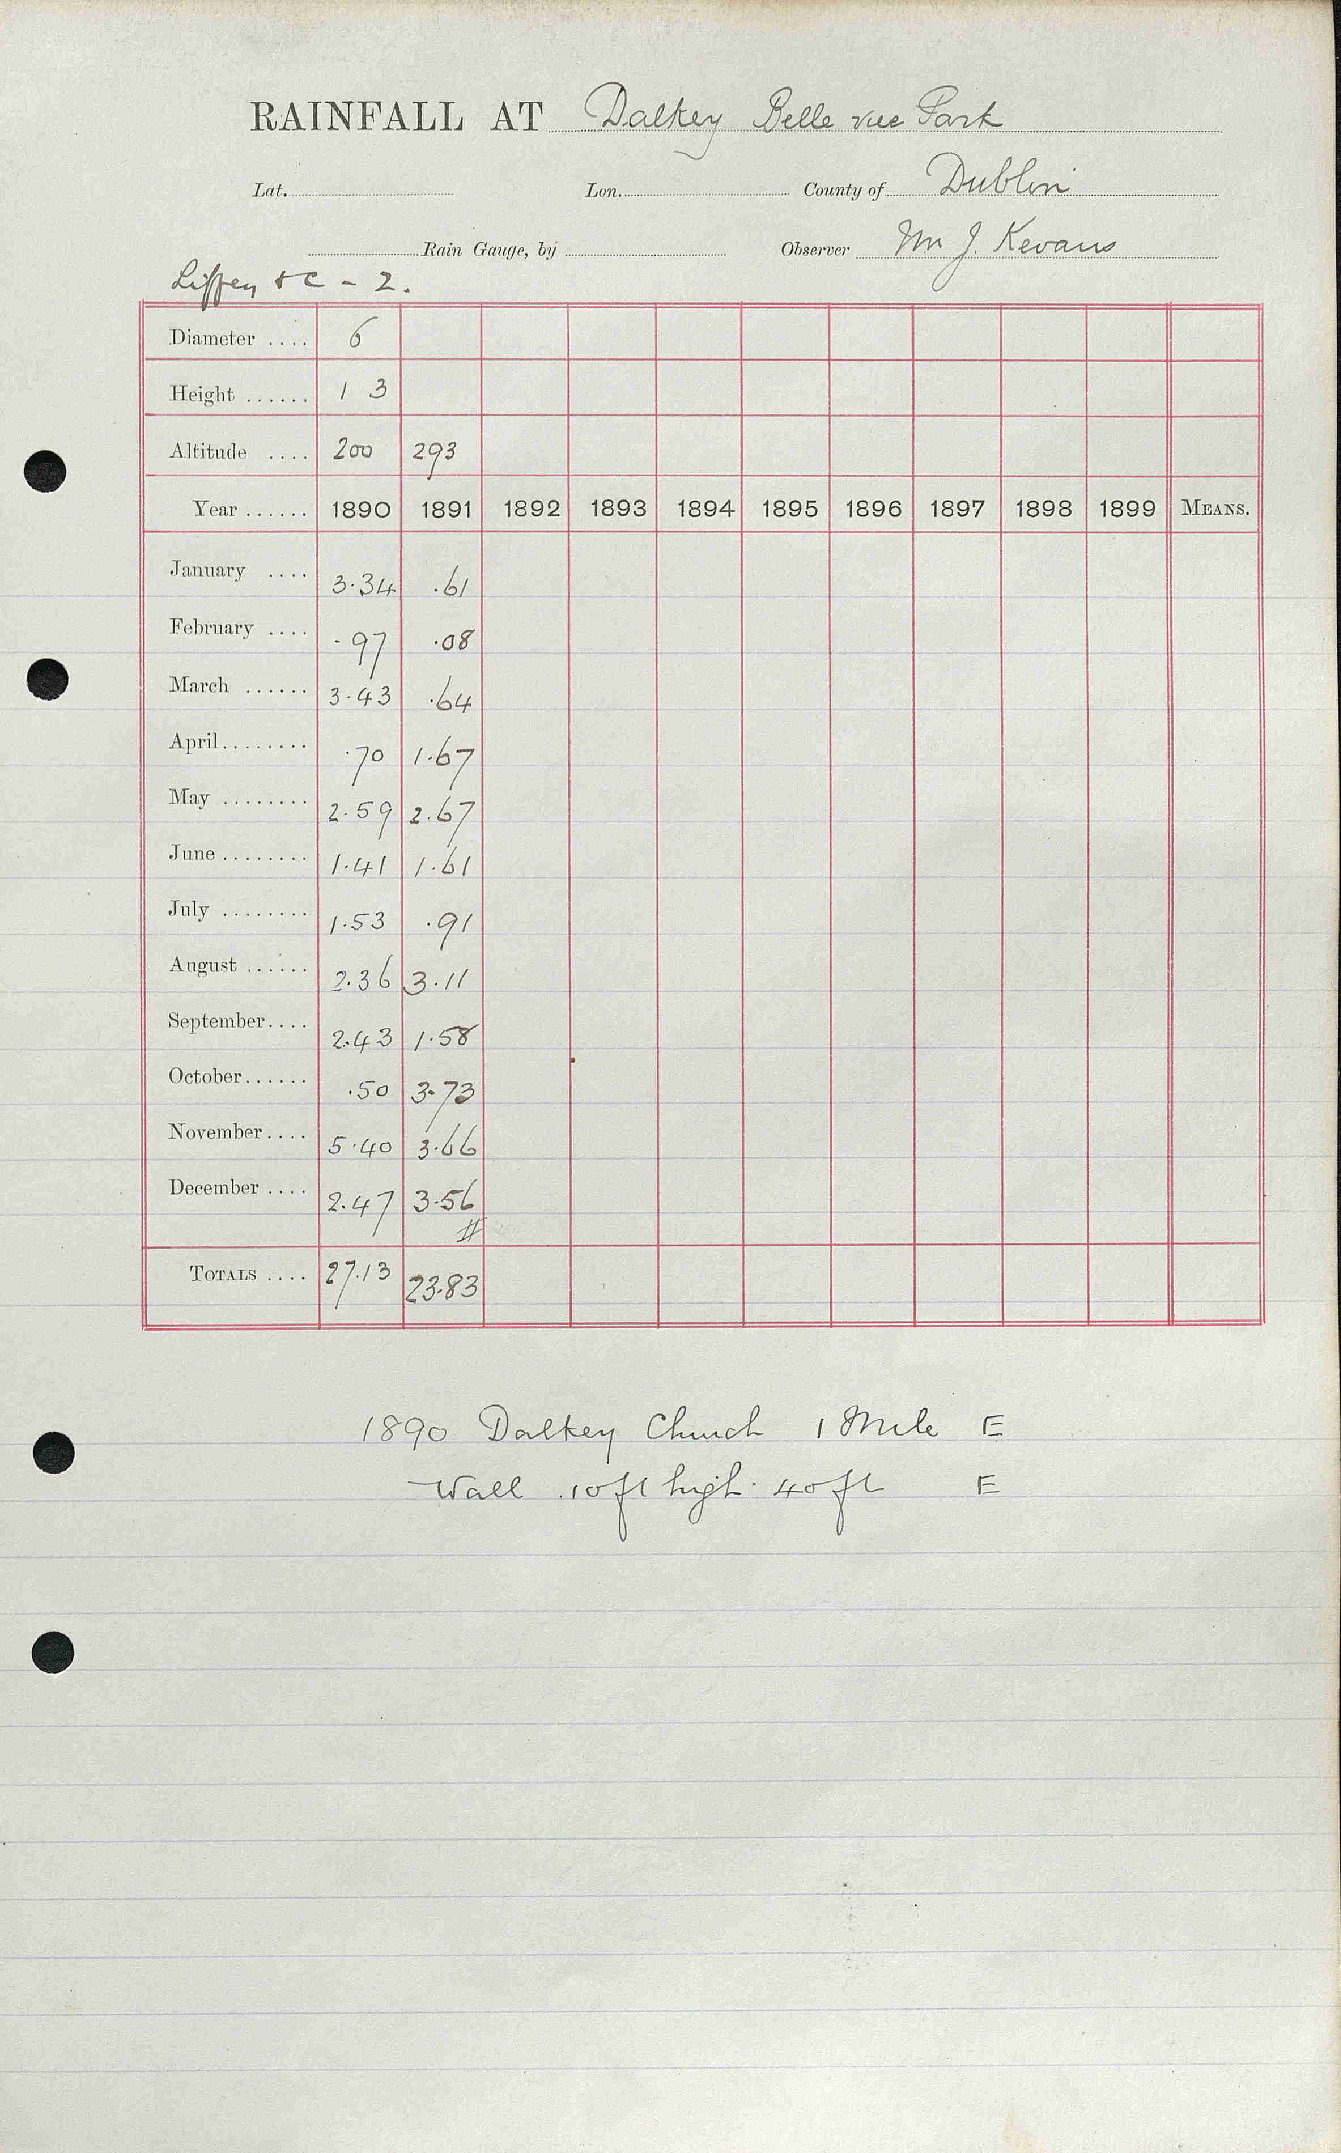 RAINFALL AT Dalkey Belle vue Park
Lat. Lon. County of Dublin
Rain Gauge, by Observer Mr J. Kevans
Liffey &c - 2.
Diameter .... 6
Height ...... 1 3
Altitude .... 200 293
Year ...... 1890 1891 1892 1893 1894 1895 1896 1897 1898 1899 MEANS.
January .... 3.34 .61
February .... .97 .08
March ...... 3.43 .64
April ........ .70 1.67
May ........ 2.59 2.67
June ........ 1.41 1.61
July ........ 1.53 .91
August ...... 2.36 3.11
September .... 2.43 1.58
October ...... .50 3.73
November .... 5.40 3.66
December .... 2.47 3.56
#
TOTALS .... 27.13 23.83
1890 Dalkey Church 1 Mile E
Wall 10ft high. 40ft E